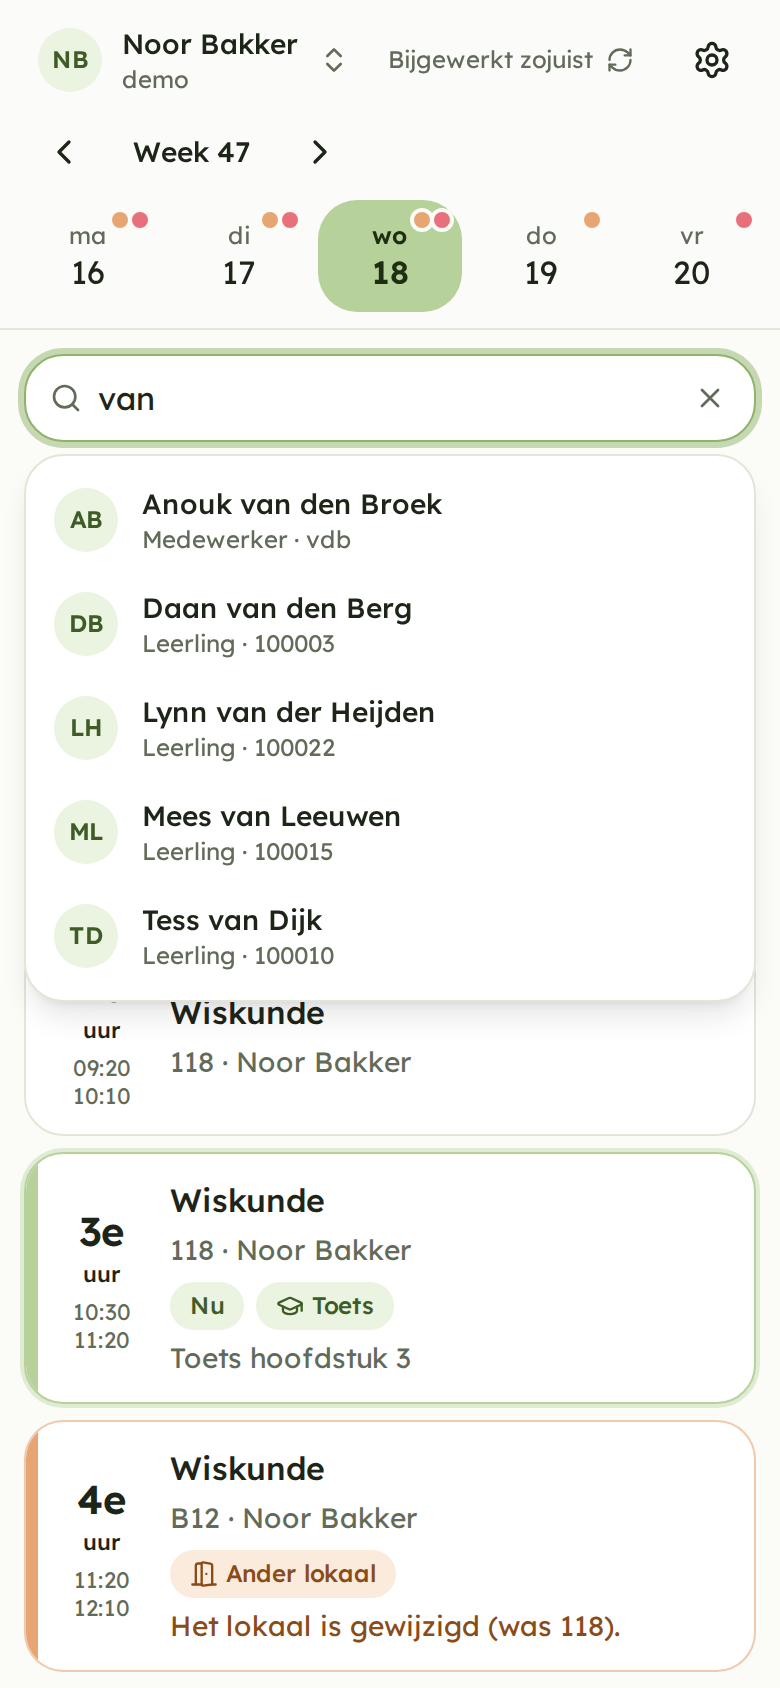 NB
Noor Bakker
demo
Bijgewerkt zojuist
Week 47
ma
16
di
17
wo
18
do
19
vr
20
van
AB
Anouk van den Broek
Medewerker · vdb
DB
Daan van den Berg
Leerling · 100003
LH
Lynn van der Heijden
Leerling · 100022
ML
Mees van Leeuwen
Leerling · 100015
TD
Tess van Dijk
Leerling · 100010
Wiskunde
uur
118 · Noor Bakker
09:20
10:10
3e
uur
10:30
11:20
Wiskunde
118 · Noor Bakker
Nu
Toets
Toets hoofdstuk 3
4e
uur
11:20
12:10
Wiskunde
B12 · Noor Bakker
Ander lokaal
Het lokaal is gewijzigd (was 118).